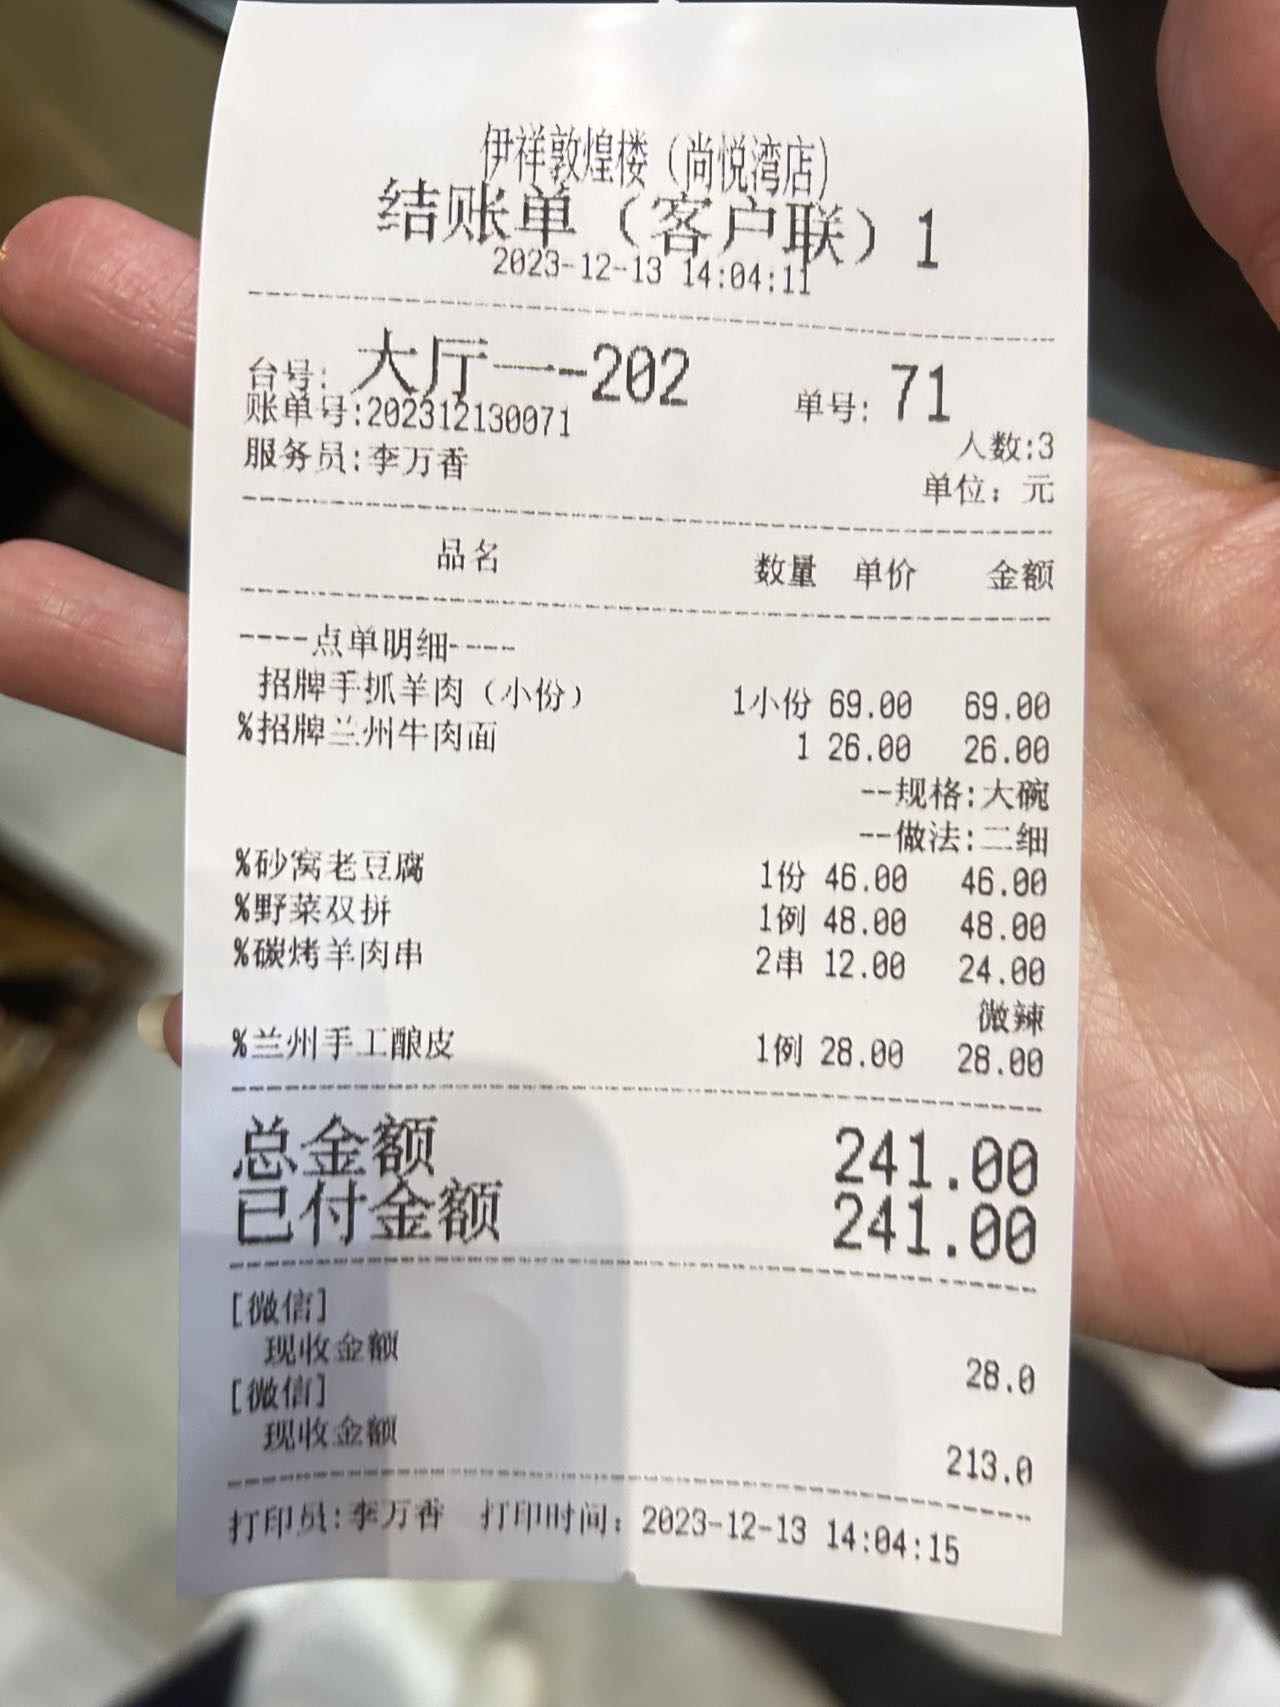 伊祥敦煌楼（尚悦湾店）
结账单（客户联）1
2023-12-13 14:04:11
台号: 大厅一-202 单号: 71
账单号:202312130071 人数:3
服务员:李万香 单位：元
品名 数量 单价 金额
----点单明细----
招牌手抓羊肉（小份） 1小份 69.00 69.00
%招牌兰州牛肉面 1 26.00 26.00
--规格:大碗
--做法:二细
%砂窝老豆腐 1份 46.00 46.00
%野菜双拼 1例 48.00 48.00
%碳烤羊肉串 2串 12.00 24.00
微辣
%兰州手工酿皮 1例 28.00 28.00
总金额 241.00
已付金额 241.00
[微信]
现收金额 28.0
[微信]
现收金额 213.0
打印员:李万香 打印时间：2023-12-13 14:04:15